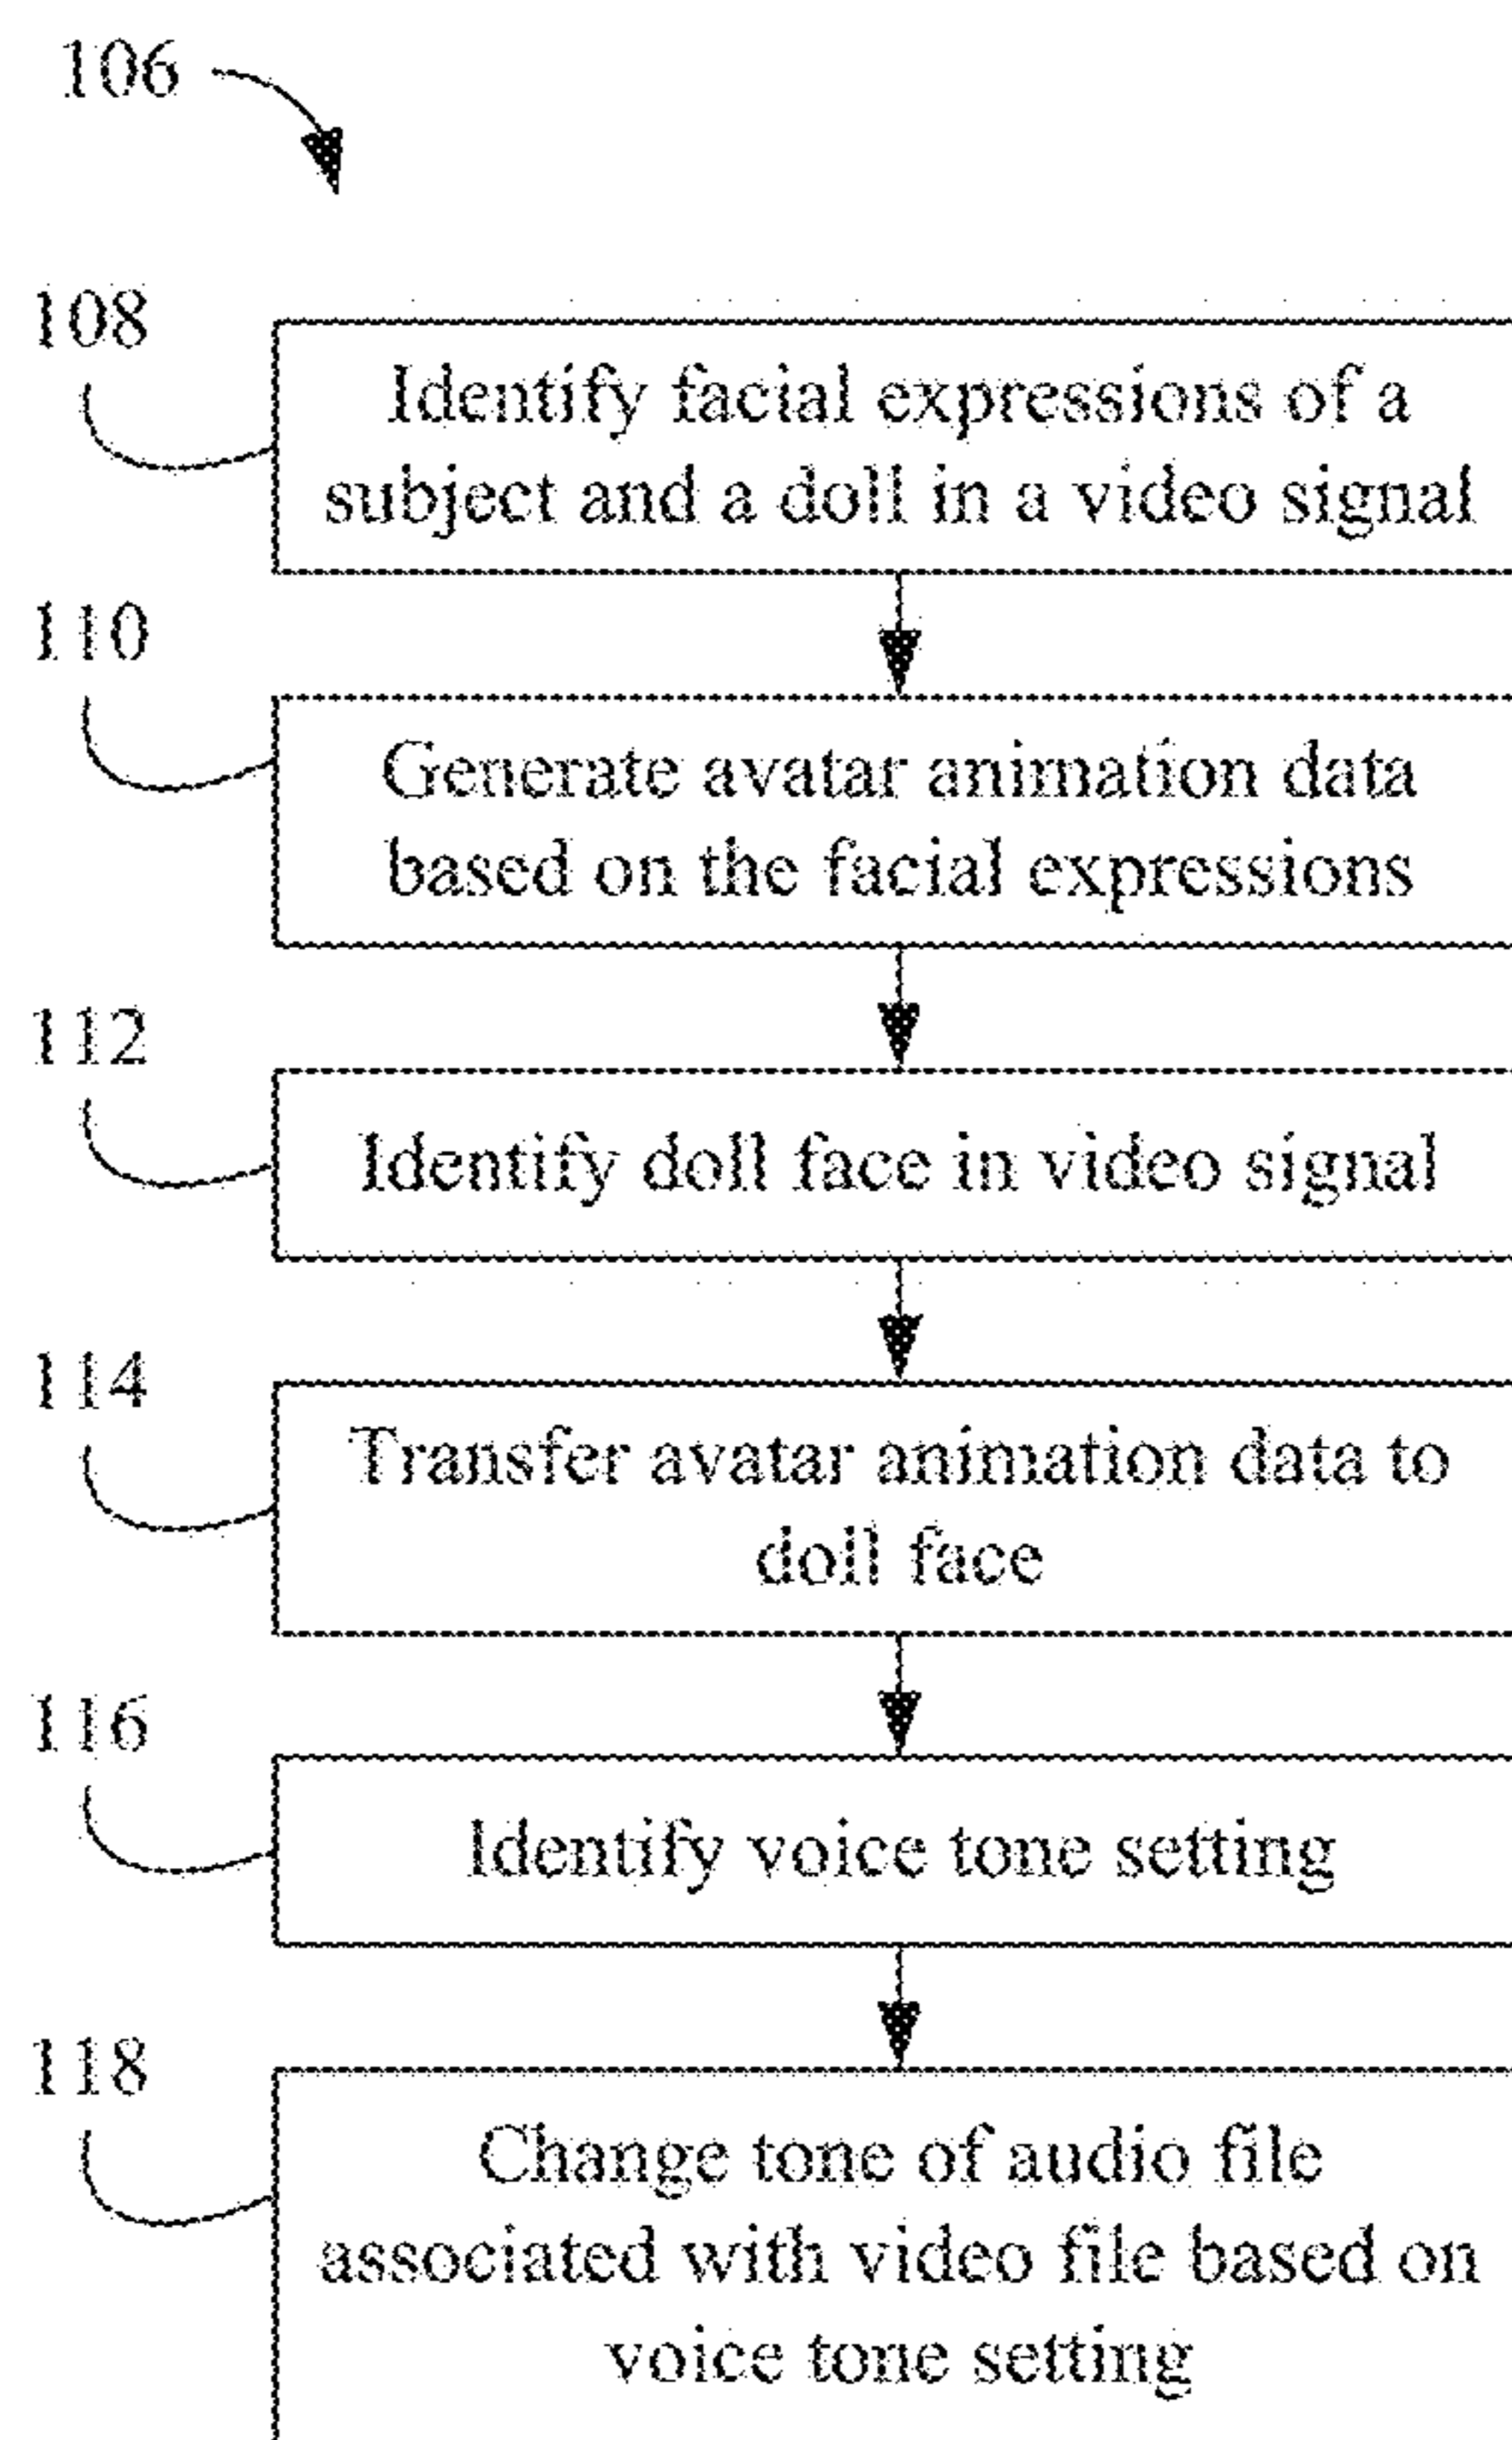 106
108
Identify facial expressions of a
subject and a doll in a video signal
110
Generate avatar animation data
based on the facial expressions
112
Identify doll face in video signal
114
Transfer avatar animation data to
doll face
116
Identify voice tone setting
118
Change tone of audio file
associated with video file based on
voice tone setting